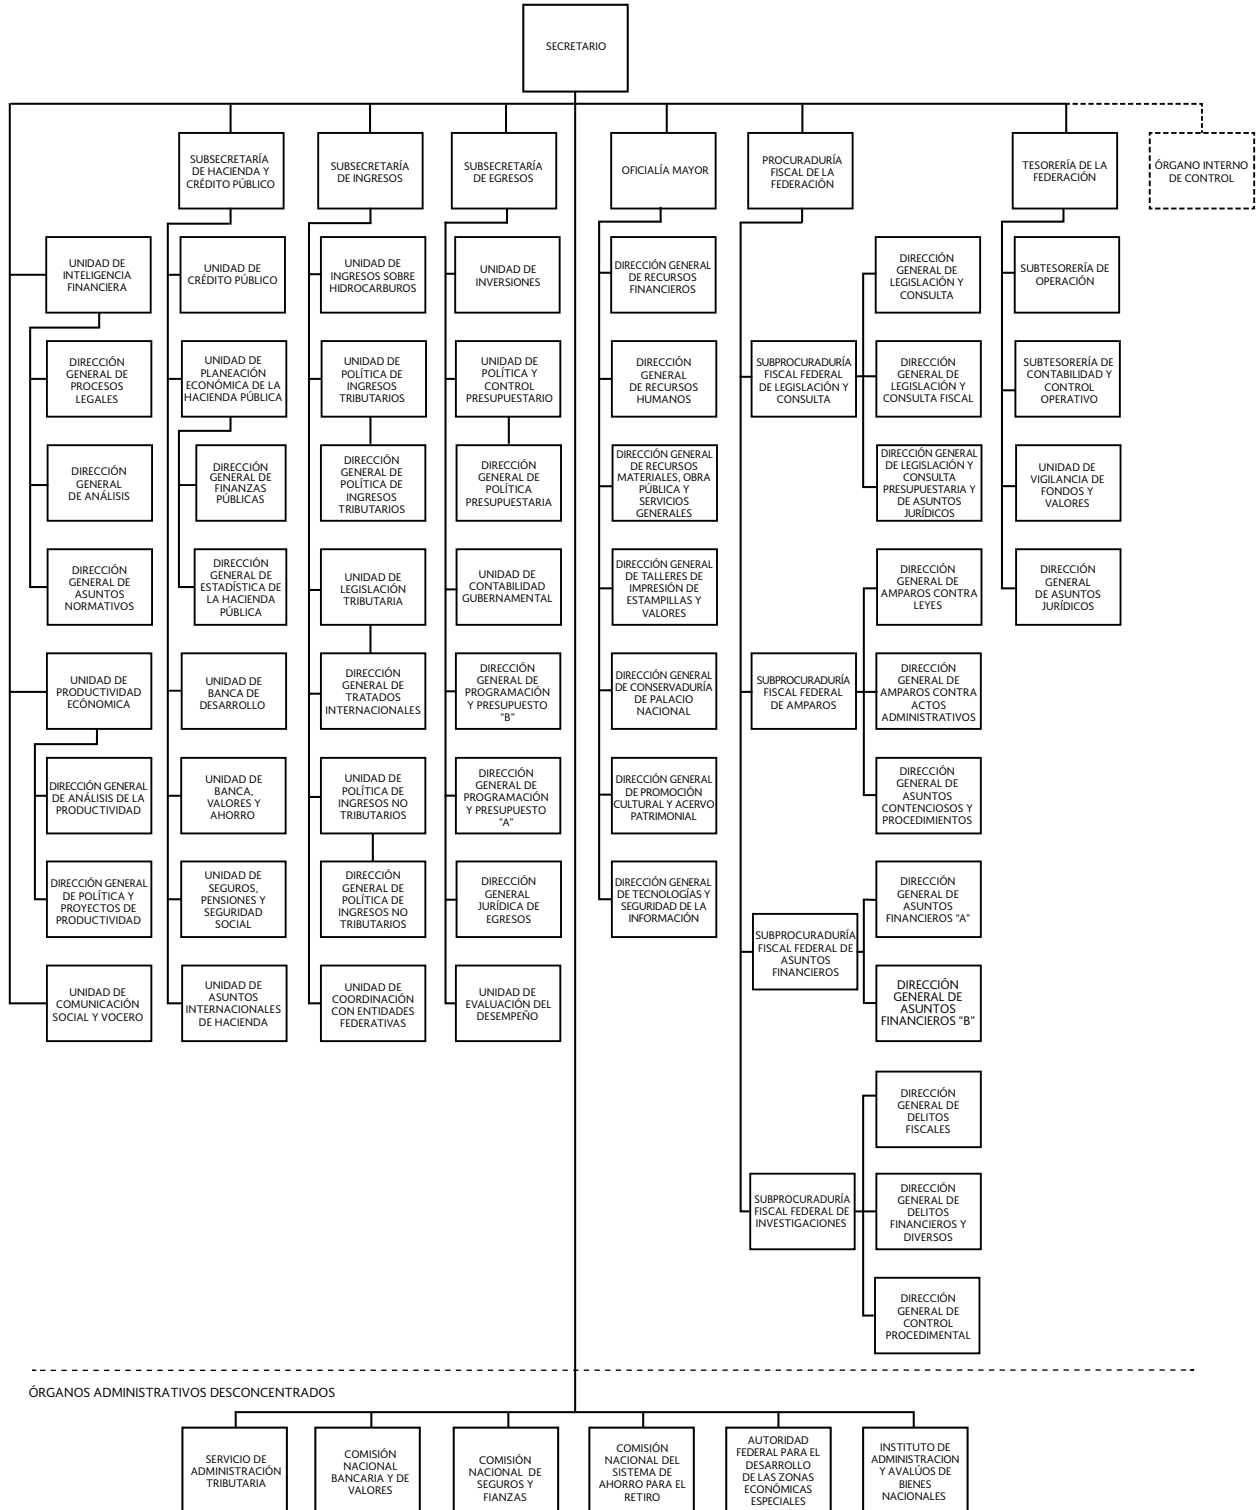 SECRETARIO
SUBSECRETARÍA
DE HACIENDA Y
CRÉDITO PÚBLICO
SUBSECRETARÍA
DE INGRESOS
SUBSECRETARÍA
DE EGRESOS
OFICIALÍA MAYOR
PROCURADURÍA
FISCAL DE LA
FEDERACIÓN
TESORERÍA DE LA
FEDERACIÓN
ÓRGANO INTERNO
DE CONTROL
UNIDAD DE
INTELIGENCIA
FINANCIERA
DIRECCIÓN
GENERAL
DE PROCESOS
LEGALES
DIRECCIÓN
GENERAL
DE ANÁLISIS
DIRECCIÓN
GENERAL DE
ASUNTOS
NORMATIVOS
UNIDAD DE
PRODUCTIVIDAD
ECÓNOMICA
DIRECCIÓN GENERAL
DE ANÁLISIS DE LA
PRODUCTIVIDAD
DIRECCIÓN GENERAL
DE POLÍTICA Y
PROYECTOS DE
PRODUCTIVIDAD
UNIDAD DE
COMUNICACIÓN
SOCIAL Y VOCERO
UNIDAD DE
CRÉDITO PÚBLICO
UNIDAD DE
PLANEACIÓN
ECONÓMICA DE LA
HACIENDA PÚBLICA
DIRECCIÓN
GENERAL DE
FINANZAS
PÚBLICAS
DIRECCIÓN
GENERAL DE
ESTADÍSTICA DE
LA HACIENDA
PÚBLICA
UNIDAD DE
BANCA DE
DESARROLLO
UNIDAD DE
BANCA,
VALORES Y
AHORRO
UNIDAD DE
SEGUROS,
PENSIONES Y
SEGURIDAD
SOCIAL
UNIDAD DE
ASUNTOS
INTERNACIONALES
DE HACIENDA
UNIDAD DE
INGRESOS SOBRE
HIDROCARBUROS
UNIDAD DE
POLÍTICA DE
INGRESOS
TRIBUTARIOS
DIRECCIÓN
GENERAL DE
POLÍTICA DE
INGRESOS
TRIBUTARIOS
UNIDAD DE
LEGISLACIÓN
TRIBUTARIA
DIRECCIÓN
GENERAL DE
TRATADOS
INTERNACIONALES
UNIDAD DE
POLÍTICA DE
INGRESOS NO
TRIBUTARIOS
DIRECCIÓN
GENERAL DE
POLÍTICA DE
INGRESOS NO
TRIBUTARIOS
UNIDAD DE
COORDINACIÓN
CON ENTIDADES
FEDERATIVAS
UNIDAD DE
INVERSIONES
UNIDAD DE
POLÍTICA Y
CONTROL
PRESUPUESTARIO
DIRECCIÓN
GENERAL DE
POLÍTICA
PRESUPUESTARIA
UNIDAD DE
CONTABILIDAD
GUBERNAMENTAL
DIRECCIÓN
GENERAL DE
PROGRAMACIÓN
Y PRESUPUESTO
"B"
DIRECCIÓN
GENERAL DE
PROGRAMACIÓN
Y PRESUPUESTO
"A"
DIRECCIÓN
GENERAL
JURÍDICA DE
EGRESOS
UNIDAD DE
EVALUACIÓN DEL
DESEMPEÑO
DIRECCIÓN GENERAL
DE RECURSOS
FINANCIEROS
DIRECCIÓN
GENERAL
DE RECURSOS
HUMANOS
DIRECCIÓN GENERAL
DE RECURSOS
MATERIALES, OBRA
PÚBLICA Y
SERVICIOS
GENERALES
DIRECCIÓN GENERAL
DE TALLERES DE
IMPRESIÓN DE
ESTAMPILLAS Y
VALORES
DIRECCIÓN GENERAL
DE CONSERVADURÍA
DE PALACIO
NACIONAL
DIRECCIÓN GENERAL
DE PROMOCIÓN
CULTURAL Y ACERVO
PATRIMONIAL
DIRECCIÓN GENERAL
DE TECNOLOGÍAS Y
SEGURIDAD DE LA
INFORMACIÓN
SUBPROCURADURÍA
FISCAL FEDERAL
DE LEGISLACIÓN Y
CONSULTA
DIRECCIÓN
GENERAL DE
LEGISLACIÓN Y
CONSULTA
DIRECCIÓN
GENERAL DE
LEGISLACIÓN Y
CONSULTA FISCAL
DIRECCIÓN GENERAL
DE LEGISLACIÓN Y
CONSULTA
PRESUPUESTARIA Y
DE ASUNTOS
JURÍDICOS
SUBPROCURADURÍA
FISCAL FEDERAL
DE AMPAROS
DIRECCIÓN
GENERAL DE
AMPAROS CONTRA
LEYES
DIRECCIÓN
GENERAL DE
AMPAROS CONTRA
ACTOS
ADMINISTRATIVOS
DIRECCIÓN
GENERAL DE
ASUNTOS
CONTENCIOSOS Y
PROCEDIMIENTOS
SUBPROCURADURÍA
FISCAL FEDERAL DE
ASUNTOS
FINANCIEROS
DIRECCIÓN
GENERAL DE
ASUNTOS
FINANCIEROS "A"
DIRECCIÓN
GENERAL DE
ASUNTOS
FINANCIEROS "B"
SUBPROCURADURÍA
FISCAL FEDERAL DE
INVESTIGACIONES
DIRECCIÓN
GENERAL DE
DELITOS
FISCALES
DIRECCIÓN
GENERAL DE
DELITOS
FINANCIEROS Y
DIVERSOS
DIRECCIÓN
GENERAL DE
CONTROL
PROCEDIMENTAL
SUBTESORERÍA DE
OPERACIÓN
SUBTESORERÍA DE
CONTABILIDAD Y
CONTROL
OPERATIVO
UNIDAD DE
VIGILANCIA DE
FONDOS Y
VALORES
DIRECCIÓN
GENERAL
DE ASUNTOS
JURÍDICOS
ÓRGANOS ADMINISTRATIVOS DESCONCENTRADOS
SERVICIO DE
ADMINISTRACIÓN
TRIBUTARIA
COMISIÓN
NACIONAL
BANCARIA Y DE
VALORES
COMISIÓN
NACIONAL DE
SEGUROS Y
FIANZAS
COMISIÓN
NACIONAL DEL
SISTEMA DE
AHORRO PARA EL
RETIRO
AUTORIDAD
FEDERAL PARA EL
DESARROLLO
DE LAS ZONAS
ECONÓMICAS
ESPECIALES
INSTITUTO DE
ADMINISTRACION
Y AVALÚOS DE
BIENES
NACIONALES